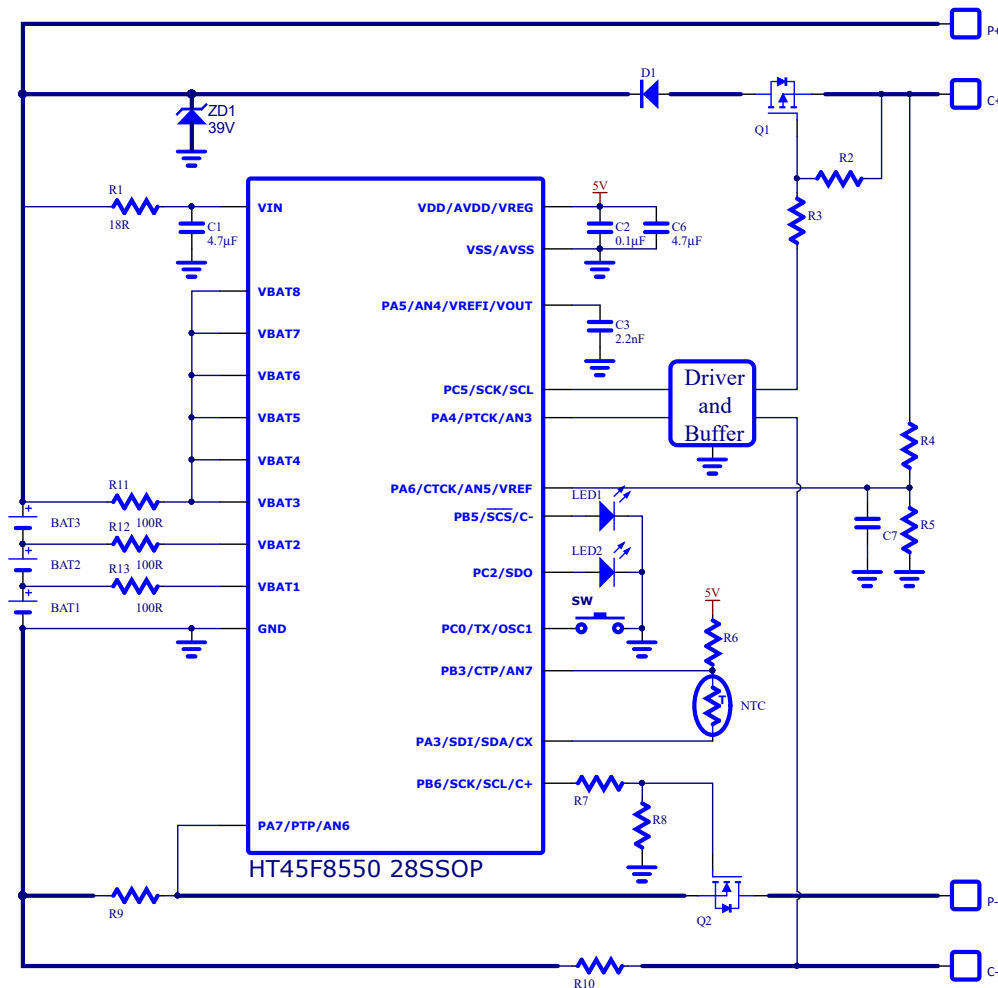 P+
D1
C+
ZD1
39V
Q1
R2
R1
18R
VIN
C1
4.7µF
VDD/AVDD/VREG
5V
C2
0.1µF
C6
4.7µF
R3
VSS/AVSS
VBAT8
PA5/AN4/VREFI/VOUT
C3
2.2nF
VBAT7
VBAT6
PC5/SCK/SCL
Driver
and
Buffer
VBAT5
PA4/PTCK/AN3
R4
VBAT4
R11
100R
VBAT3
PA6/CTCK/AN5/VREF
LED1
BAT3
+
R12
100R
VBAT2
PB5/SCS/C-
C7
R5
LED2
BAT2
+
R13
100R
VBAT1
PC2/SDO
BAT1
+
SW
5V
GND
PC0/TX/OSC1
R6
PB3/CTP/AN7
T
NTC
PA3/SDI/SDA/CX
PB6/SCK/SCL/C+
R7
R8
PA7/PTP/AN6
HT45F8550 28SSOP
R9
Q2
P-
R10
C-